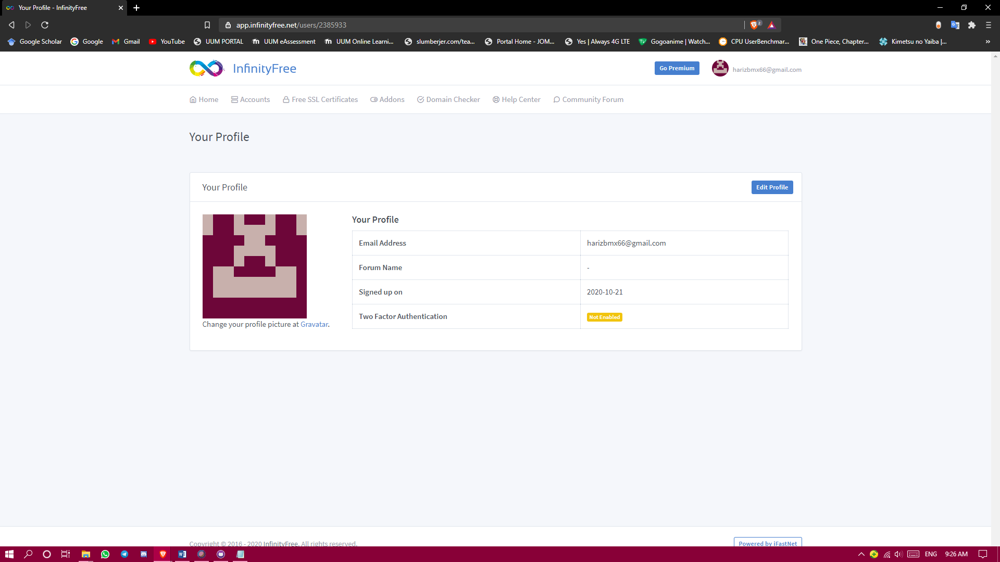 Your Profile - InfinityFree
app.infinityfree.net/users/2385933
2
Google Scholar
Google
Gmail
YouTube
UUM PORTAL
UUM eAssessment
UUM Online Learni...
slumberjer.com/tea...
Portal Home - JOM...
Yes | Always 4G LTE
Gogoanime | Watch...
CPU UserBenchmar...
One Piece, Chapter...
Kimetsu no Yaiba |...
»
InfinityFree
Go Premium
harizbmx66@gmail.com
Home
Accounts
Free SSL Certificates
Addons
Domain Checker
Help Center
Community Forum
Your Profile
Your Profile
Edit Profile
Your Profile
Email Address
harizbmx66@gmail.com
Forum Name
-
Signed up on
2020-10-21
Two Factor Authentication
Not Enabled
Change your profile picture at Gravatar.
Copyright © 2016 - 2020 InfinityFree. All rights reserved.
Powered by iFastNet
ENG
9:26 AM